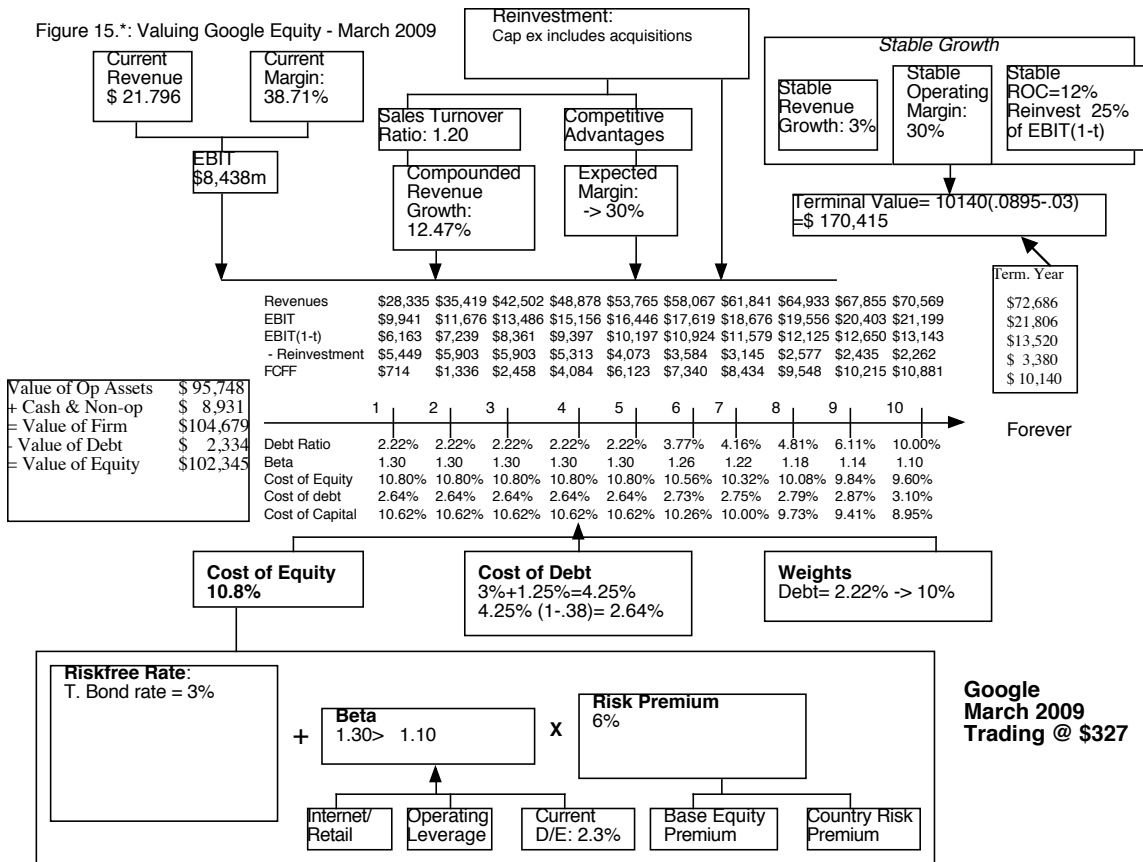 Figure 15.*: Valuing Google Equity - March 2009
Current
Revenue
$ 21.796
Current
Margin:
38.71%
Reinvestment:
Cap ex includes acquisitions
Stable Growth
Stable
Revenue
Growth: 3%
Stable
Operating
Margin:
30%
Stable
ROC=12%
Reinvest 25%
of EBIT(1-t)
EBIT
$8,438m
Sales Turnover
Ratio: 1.20
Competitive
Advantages
Compounded
Revenue
Growth:
12.47%
Expected
Margin:
-> 30%
Terminal Value= 10140(.0895-.03)
=$ 170,415
Term. Year
$72,686
$21,806
$13,520
$ 3,380
$ 10,140
Revenues $28,335 $35,419 $42,502 $48,878 $53,765 $58,067 $61,841 $64,933 $67,855 $70,569
EBIT $9,941 $11,676 $13,486 $15,156 $16,446 $17,619 $18,676 $19,556 $20,403 $21,199
EBIT(1-t) $6,163 $7,239 $8,361 $9,397 $10,197 $10,924 $11,579 $12,125 $12,650 $13,143
- Reinvestment $5,449 $5,903 $5,903 $5,313 $4,073 $3,584 $3,145 $2,577 $2,435 $2,262
FCFF $714 $1,336 $2,458 $4,084 $6,123 $7,340 $8,434 $9,548 $10,215 $10,881
Value of Op Assets $ 95,748
+ Cash & Non-op $ 8,931
= Value of Firm $104,679
- Value of Debt $ 2,334
= Value of Equity $102,345
1 2 3 4 5 6 7 8 9 10
Forever
Debt Ratio 2.22% 2.22% 2.22% 2.22% 2.22% 3.77% 4.16% 4.81% 6.11% 10.00%
Beta 1.30 1.30 1.30 1.30 1.30 1.26 1.22 1.18 1.14 1.10
Cost of Equity 10.80% 10.80% 10.80% 10.80% 10.80% 10.56% 10.32% 10.08% 9.84% 9.60%
Cost of debt 2.64% 2.64% 2.64% 2.64% 2.64% 2.73% 2.75% 2.79% 2.87% 3.10%
Cost of Capital 10.62% 10.62% 10.62% 10.62% 10.62% 10.26% 10.00% 9.73% 9.41% 8.95%
Cost of Equity
10.8%
Cost of Debt
3%+1.25%=4.25%
4.25% (1-.38)= 2.64%
Weights
Debt= 2.22% -> 10%
Riskfree Rate:
T. Bond rate = 3%
+
Beta
1.30> 1.10
X
Risk Premium
6%
Internet/
Retail
Operating
Leverage
Current
D/E: 2.3%
Base Equity
Premium
Country Risk
Premium
Google
March 2009
Trading @ $327